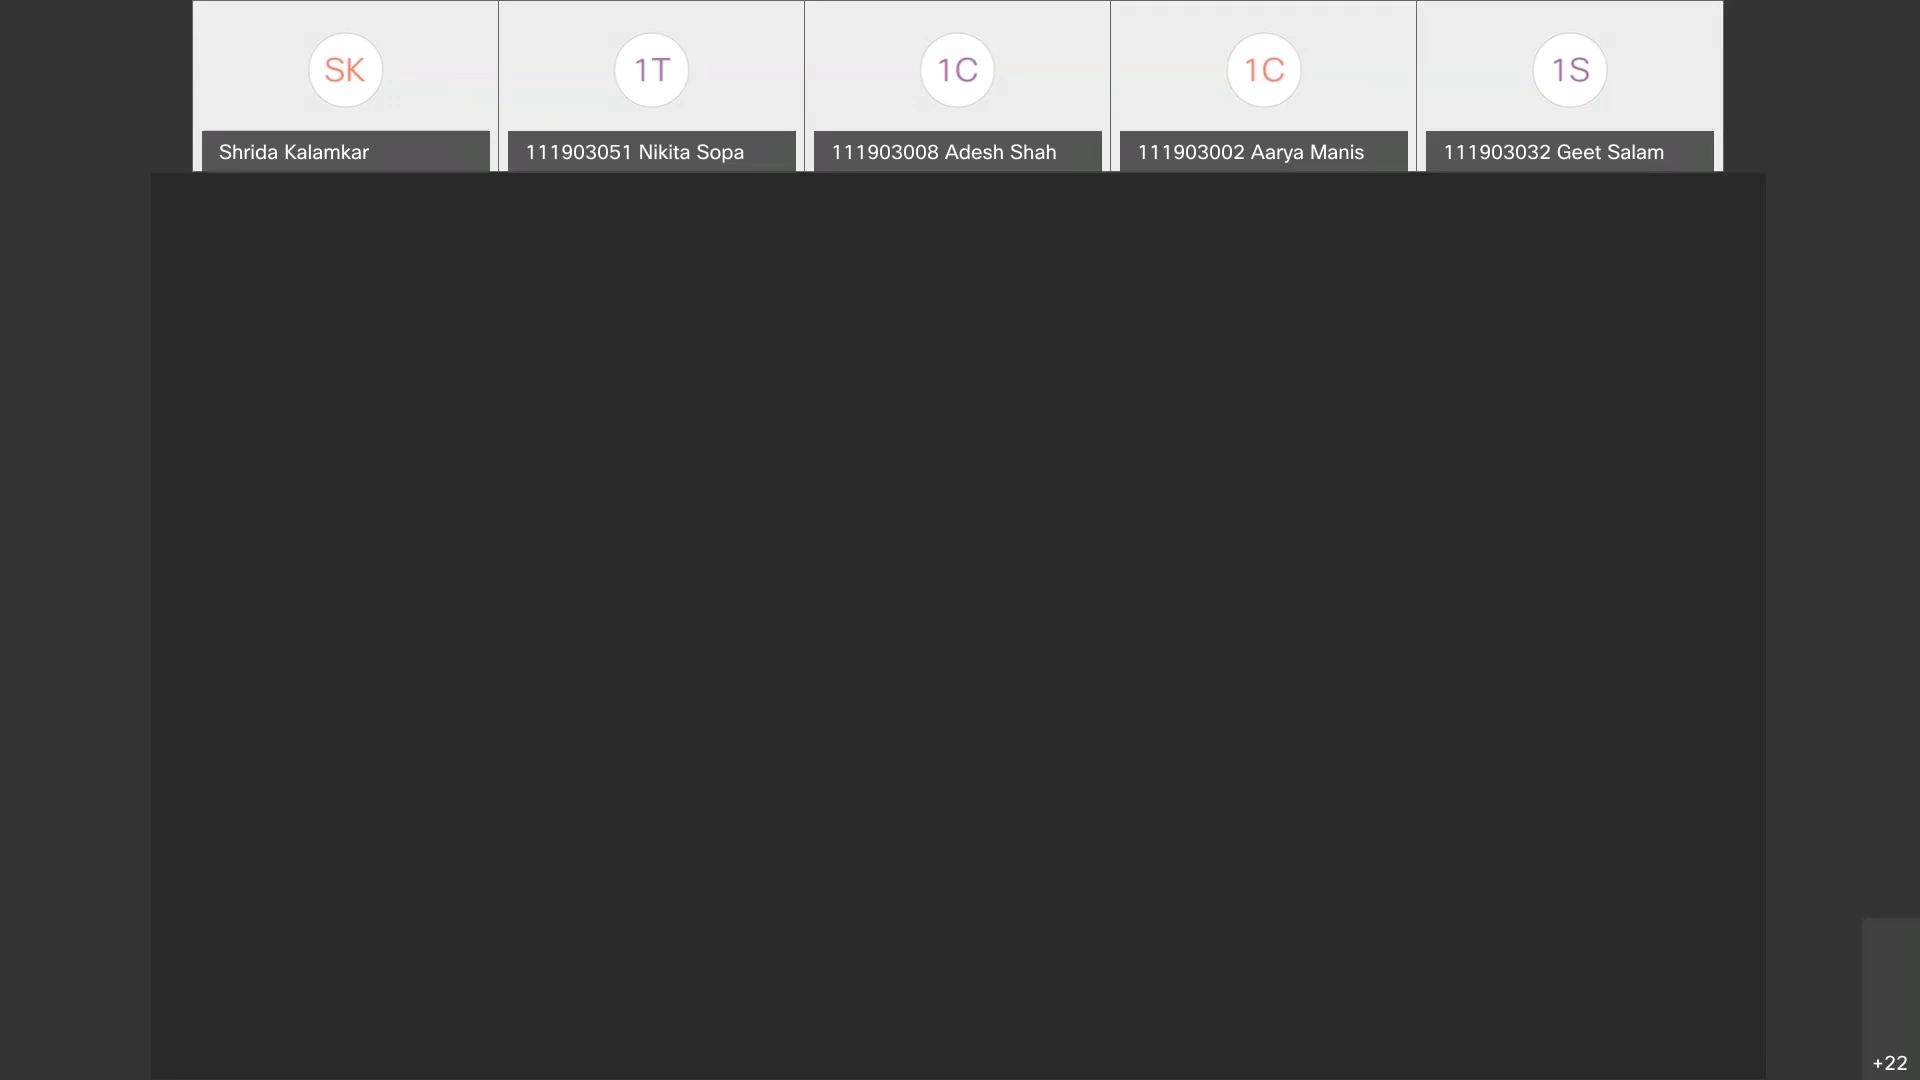 SK
1T
1C
1C
1S
Shrida Kalamkar
111903051 Nikita Sopa
111903008 Adesh Shah
111903002 Aarya Manis
111903032 Geet Salam
+22